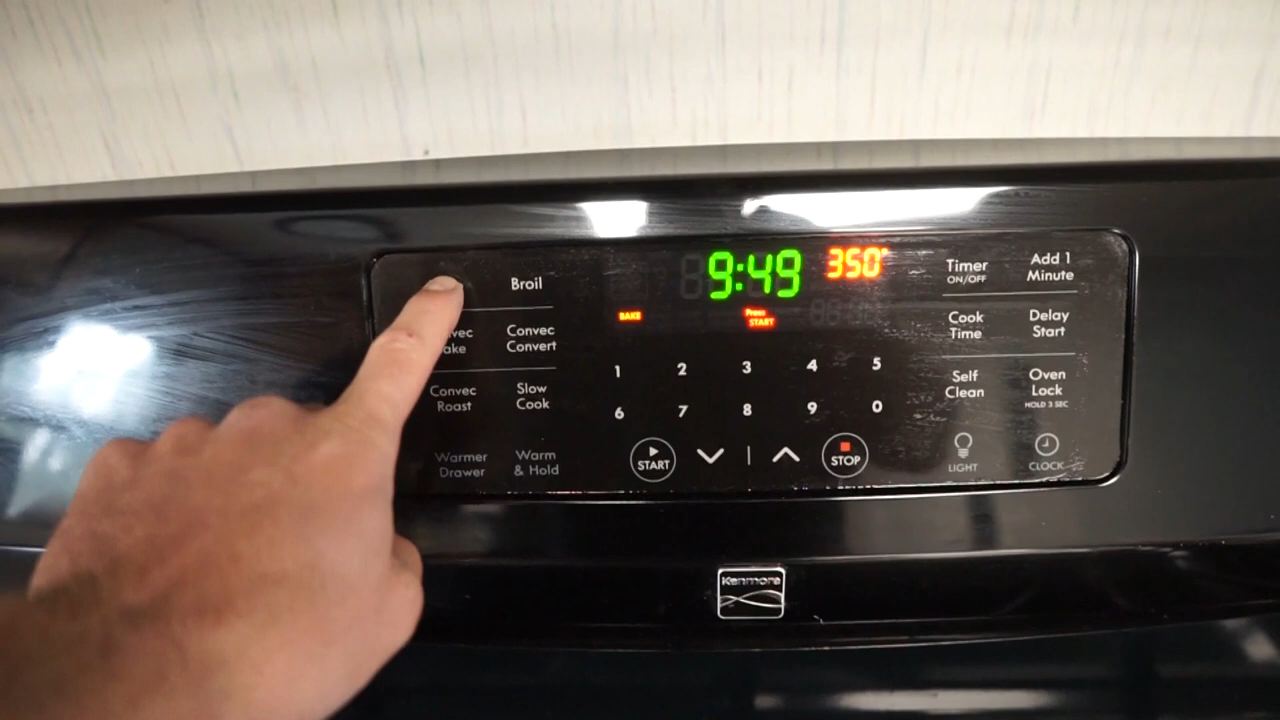 Broil
9:49
350°
Timer
ON/OFF
Add 1
Minute
BAKE
Press
START
Convec
Convert
Cook
Time
Delay
Start
1 2 3 4 5
Convec
Roast
Slow
Cook
Self
Clean
Oven
Lock
HOLD 3 SEC
6 7 8 9 0
Warmer
Drawer
Warm
& Hold
START
STOP
LIGHT
CLOCK
Kenmore